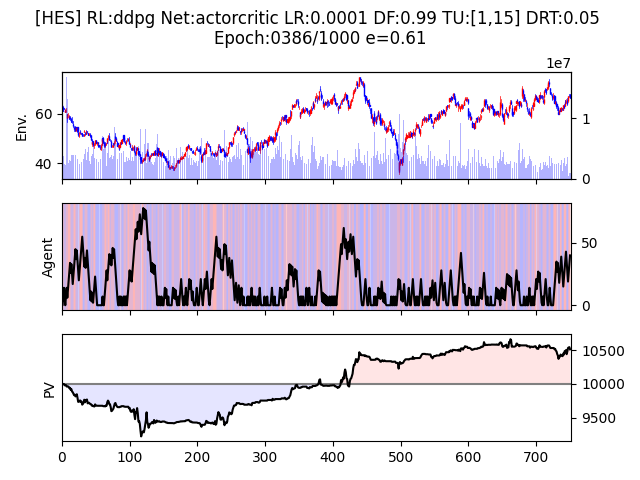 [HES] RL:ddpg Net:actorcritic LR:0.0001 DF:0.99 TU:[1,15] DRT:0.05
Epoch:0386/1000 e=0.61
1e7
Env.
60
40
1
0
Agent
50
0
PV
10500
10000
9500
0 100 200 300 400 500 600 700